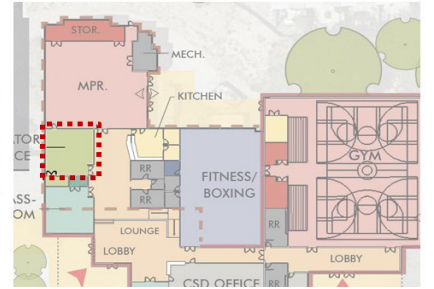 STOR.
MECH.
MPR.
KITCHEN
GYM
RR
RR
FITNESS/
BOXING
RR
LOUNGE
LOBBY
RR
LOBBY
CSD OFFICE